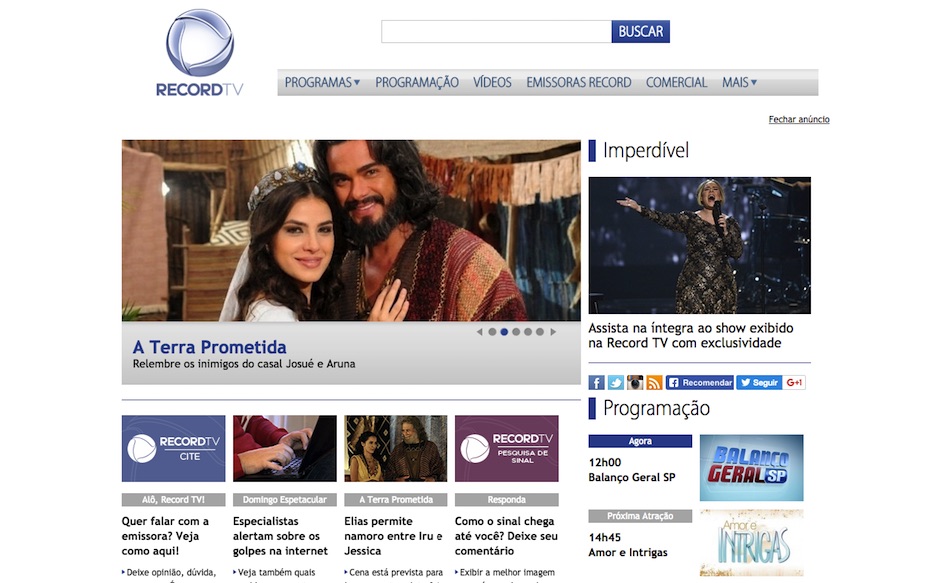 RECORDTV
BUSCAR
PROGRAMAS
PROGRAMAÇÃO
VÍDEOS
EMISSORAS RECORD
COMERCIAL
MAIS
Fechar anúncio
A Terra Prometida
Relembre os inimigos do casal Josué e Aruna
Imperdível
Assista na íntegra ao show exibido
na Record TV com exclusividade
Recomendar
Seguir
G+1
Programação
Agora
12h00
Balanço Geral SP
BALANÇO
GERAL SP
Próxima Atração
14h45
Amor e Intrigas
Amor e
INTRIGAS
RECORDTV
CITE
Alô, Record TV!
Quer falar com a
emissora? Veja
como aqui!
Deixe opinião, dúvida,
Domingo Espetacular
Especialistas
alertam sobre os
golpes na internet
Veja também quais
A Terra Prometida
Elias permite
namoro entre Iru e
Jessica
Cena está prevista para
RECORDTV
PESQUISA DE
SINAL
Responda
Como o sinal chega
até você? Deixe seu
comentário
Exibir a melhor imagem